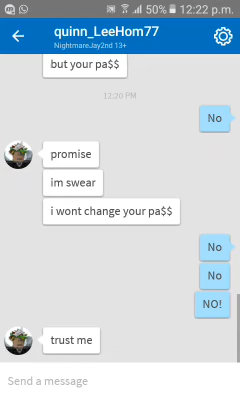 50% 12:22 p.m.
quinn_LeeHom77
NightmareJay2nd 13+
but your pa$$
12:20 PM
No
promise
im swear
i wont change your pa$$
No
No
NO!
trust me
Send a message